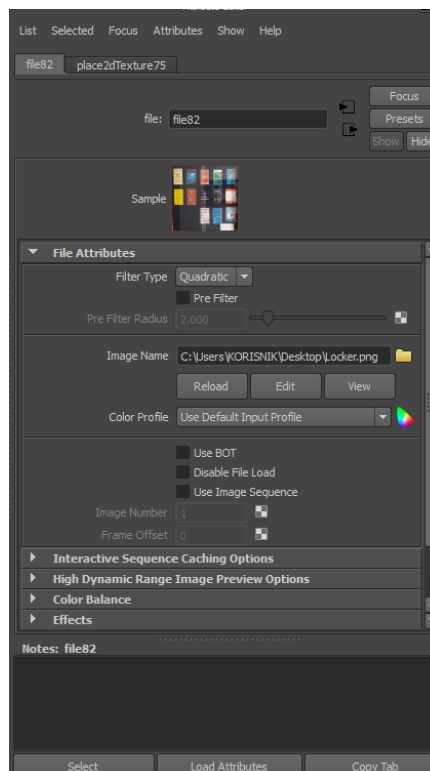 List Selected Focus Attributes Show Help
file82 place2dTexture75
Focus
file: file82
Presets
Show Hide
Sample
File Attributes
Filter Type Quadratic
Pre Filter
Pre Filter Radius 2.000
Image Name C:\Users\KORISNIK\Desktop\Locker.png
Reload Edit View
Color Profile Use Default Input Profile
Use BOT
Disable File Load
Use Image Sequence
Image Number 1
Frame Offset 0
Interactive Sequence Caching Options
High Dynamic Range Image Preview Options
Color Balance
Effects
Notes: file82
Select Load Attributes Copy Tab